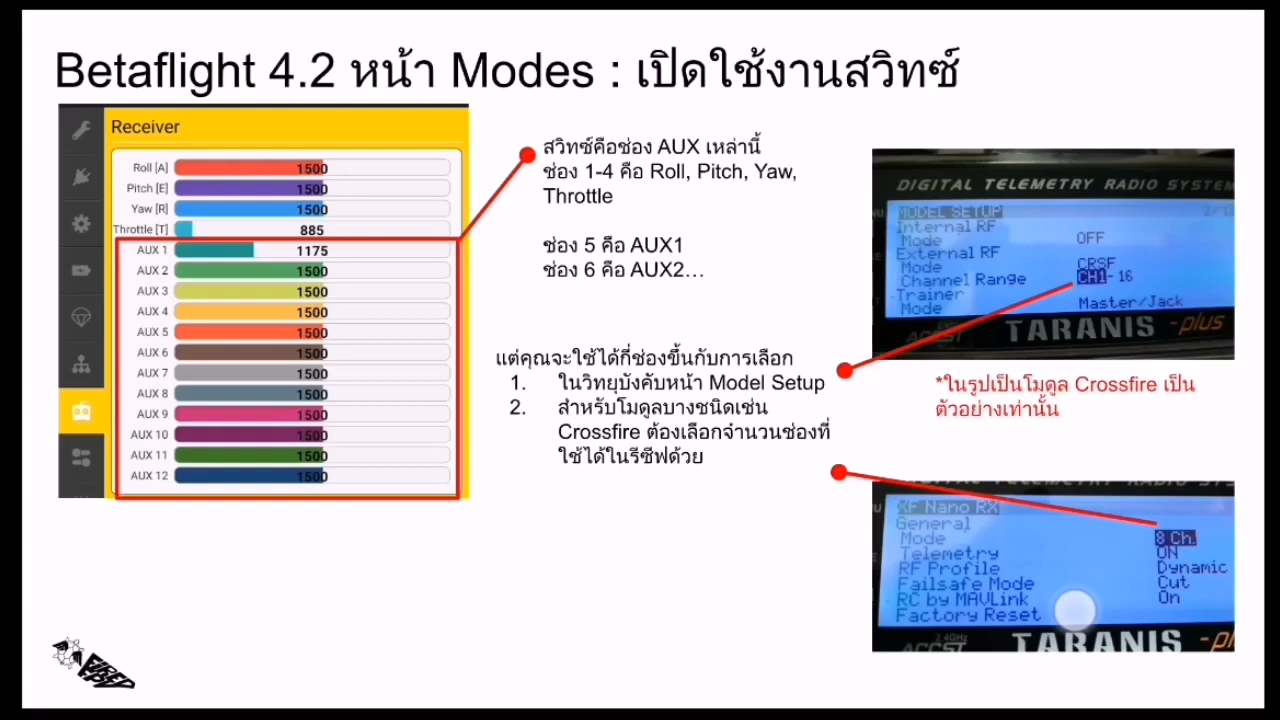 Betaflight 4.2 หน้า Modes : เปิดใช้งานสวิทซ์
Receiver
Roll [A] 1500
Pitch [E] 1500
Yaw [R] 1500
Throttle [T] 885
AUX 1 1175
AUX 2 1500
AUX 3 1500
AUX 4 1500
AUX 5 1500
AUX 6 1500
AUX 7 1500
AUX 8 1500
AUX 9 1500
AUX 10 1500
AUX 11 1500
AUX 12 1500
สวิทซ์คือช่อง AUX เหล่านี้
ช่อง 1-4 คือ Roll, Pitch, Yaw,
Throttle
ช่อง 5 คือ AUX1
ช่อง 6 คือ AUX2…
แต่คุณจะใช้ได้กี่ช่องขึ้นกับการเลือก
1. ในวิทยุบังคับหน้า Model Setup
2. สำหรับโมดูลบางชนิดเช่น
Crossfire ต้องเลือกจำนวนช่องที่
ใช้ได้ในรีซีฟด้วย
DIGITAL TELEMETRY RADIO SYSTEM
MODEL SETUP
Internal RF
Mode OFF
External RF
Mode CRSF
Channel Range CH1-16
Trainer
Mode Master/Jack
ACCST TARANIS -plus
*ในรูปเป็นโมดูล Crossfire เป็น
ตัวอย่างเท่านั้น
XF Nano RX
General
Mode 8 Ch.
Telemetry ON
RF Profile Dynamic
Failsafe Mode Cut
RC by MAVLink On
Factory Reset
2.4GHz
ACCST TARANIS